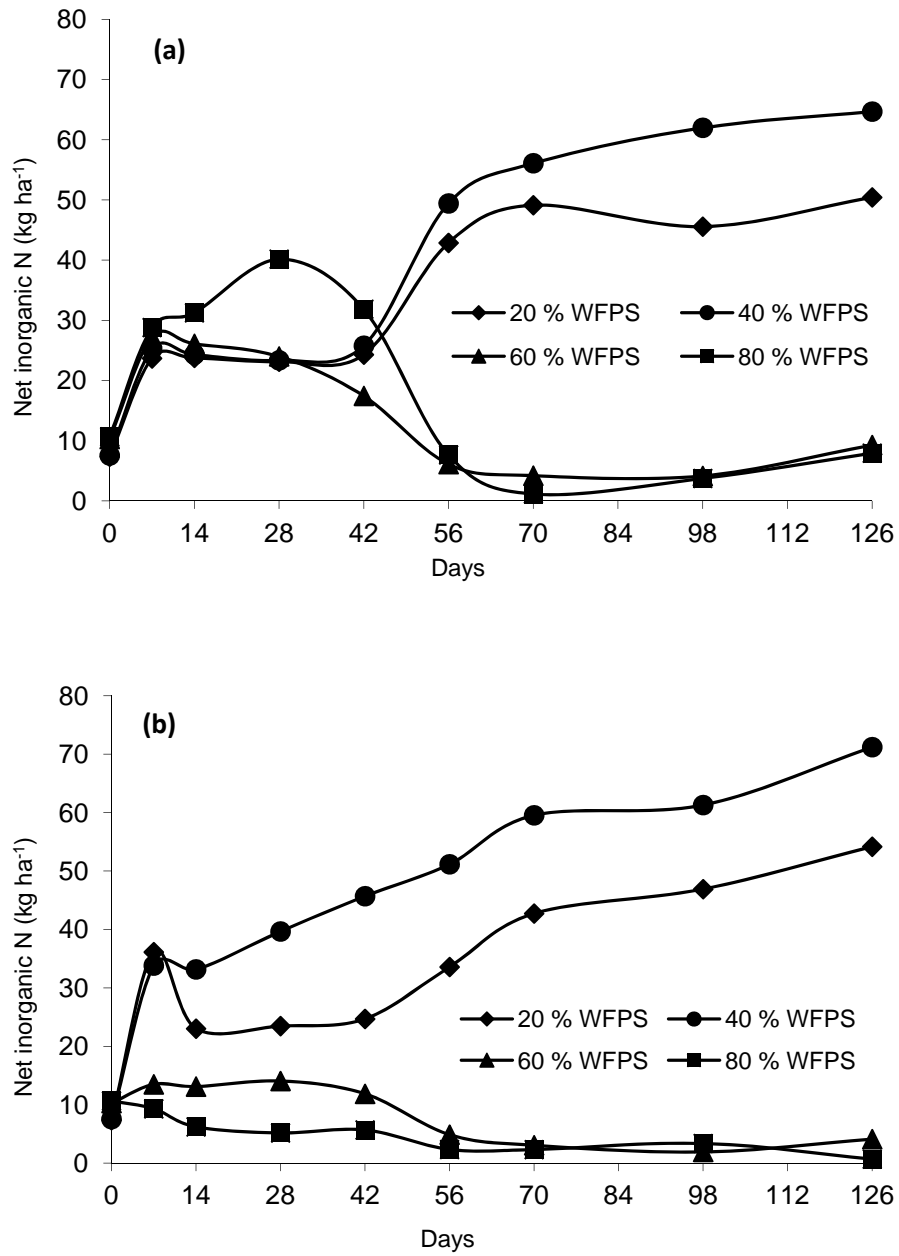 (a)
Net inorganic N (kg ha⁻¹)
80
70
60
50
40
30
20
10
0
20 % WFPS 40 % WFPS
60 % WFPS 80 % WFPS
0 14 28 42 56 70 84 98 112 126
Days
(b)
Net inorganic N (kg ha⁻¹)
80
70
60
50
40
30
20
10
0
20 % WFPS 40 % WFPS
60 % WFPS 80 % WFPS
0 14 28 42 56 70 84 98 112 126
Days